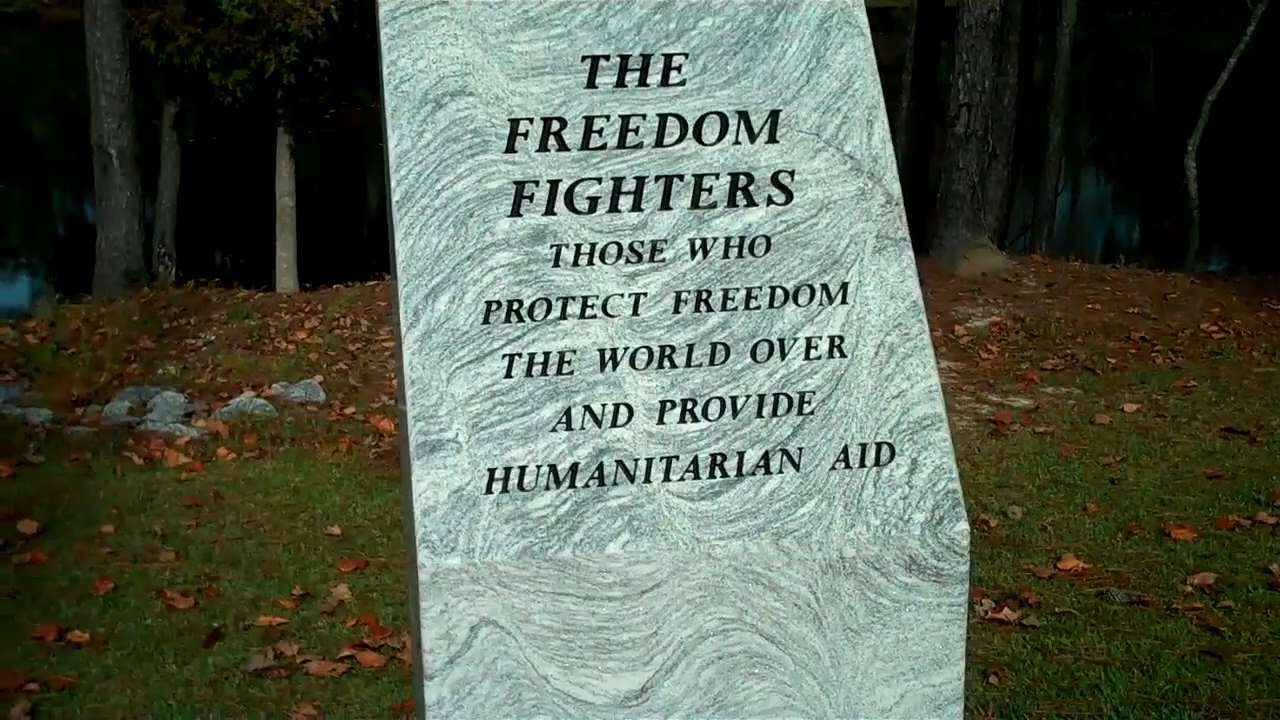 THE
FREEDOM
FIGHTERS
THOSE WHO
PROTECT FREEDOM
THE WORLD OVER
AND PROVIDE
HUMANITARIAN AID